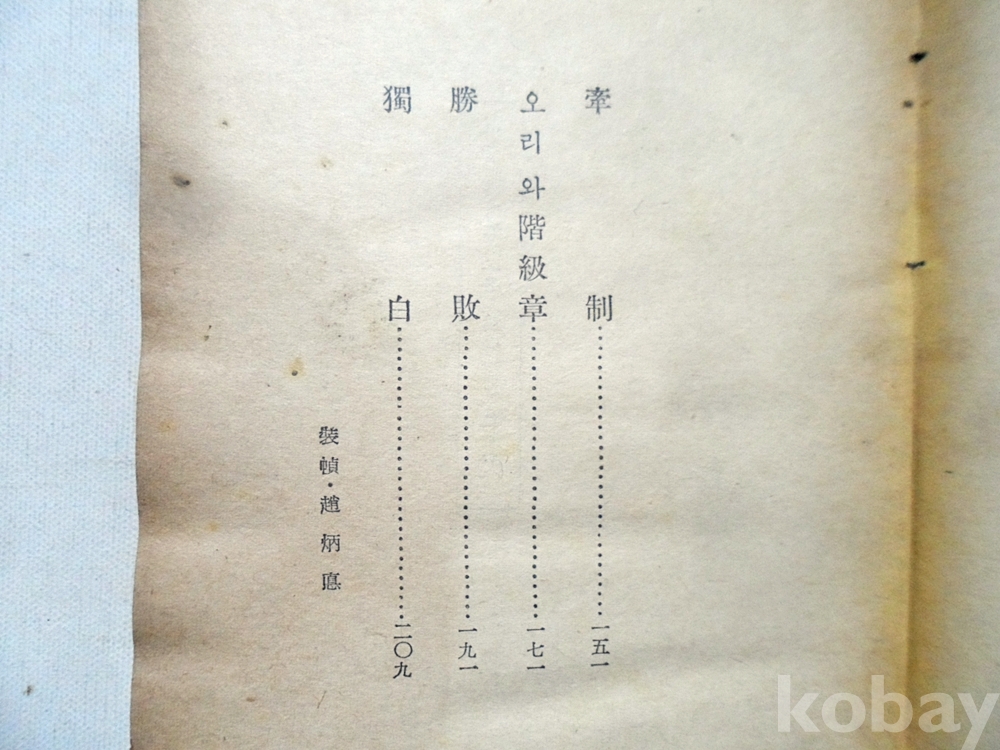 牽制……………………一五一
오리와階級章……………………一七一
勝敗……………………一九一
獨白……………………二〇九
裝幀·趙炳悳
kobay